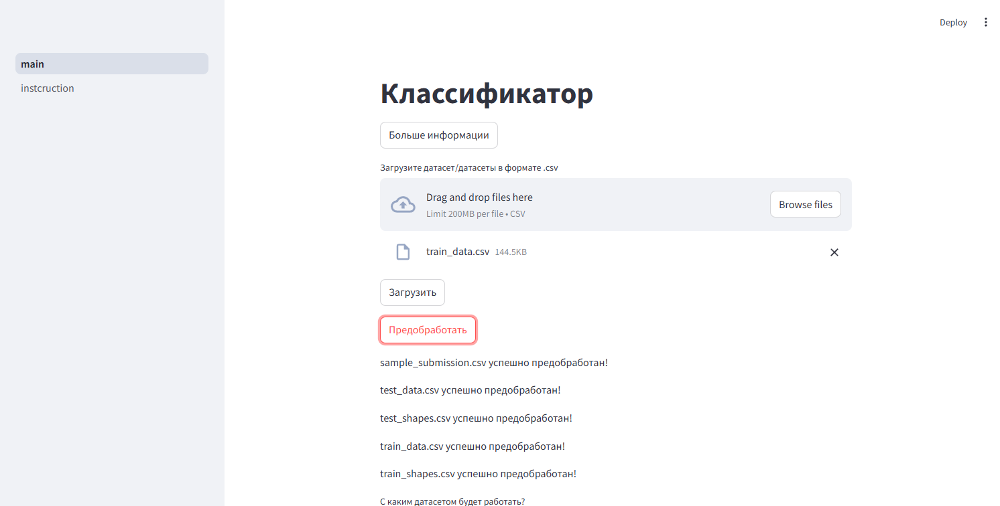 Deploy
main
instcruction
Классификатор
Больше информации
Загрузите датасет/датасеты в формате .csv
Drag and drop files here
Limit 200MB per file • CSV
Browse files
train_data.csv 144.5KB
Загрузить
Предобработать
sample_submission.csv успешно предобработан!
test_data.csv успешно предобработан!
test_shapes.csv успешно предобработан!
train_data.csv успешно предобработан!
train_shapes.csv успешно предобработан!
С каким датасетом будет работать?